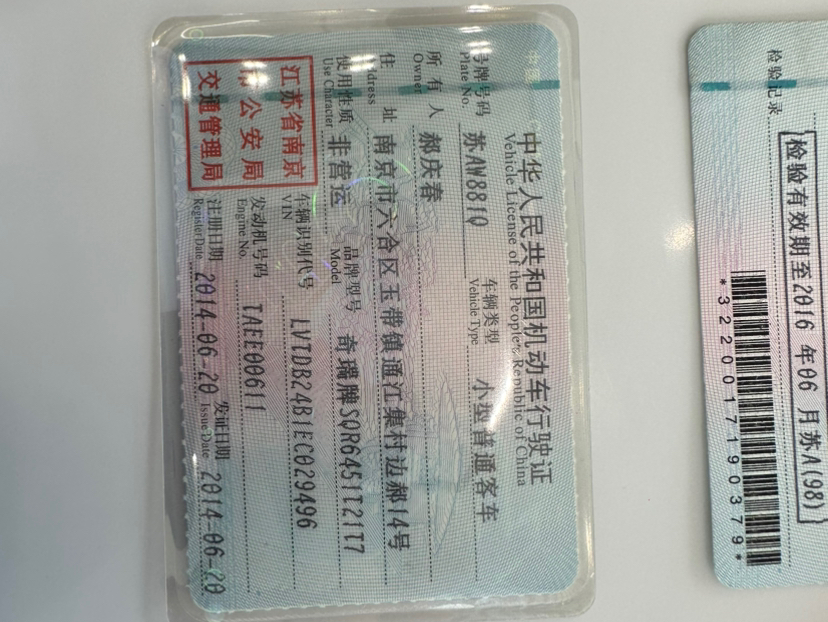 中华人民共和国机动车行驶证
Vehicle License of the People's Republic of China
号牌号码 苏AW881Q 车辆类型 小型普通客车
Plate No. Vehicle Type
所有人 郝庆春
Owner
住址 南京市六合区玉带镇通江集村边郝14号
Address
使用性质 非营运 品牌型号 奇瑞牌SQR6451T21T7
Use Character Model
江苏省南京
市公安局
交通管理局
车辆识别代号 LVTDB24B1EC029496
VIN
发动机号码 TAEE00611
Engine No.
注册日期 2014-06-20 发证日期 2014-06-20
Register Date Issue Date
检验记录
检验有效期至2016年06月苏A(98)
*3220017190379*